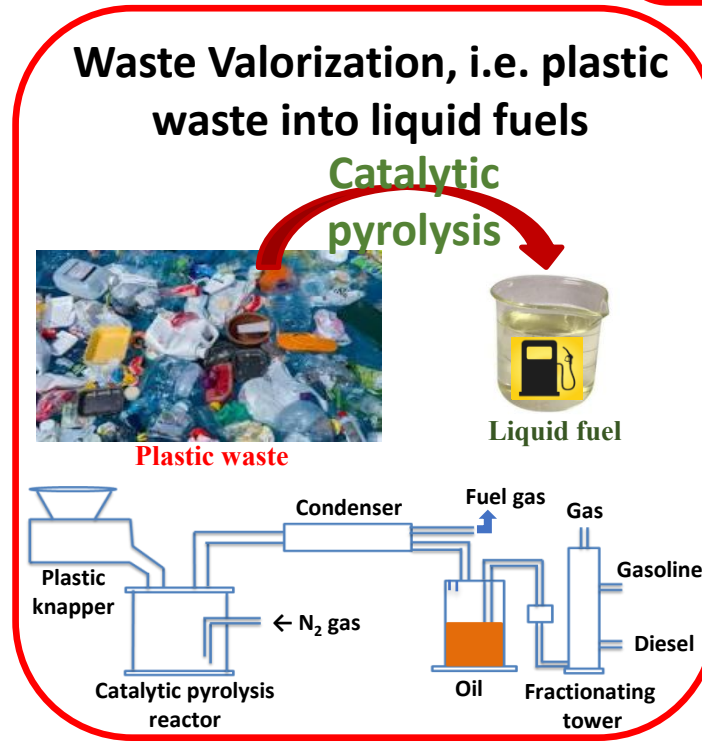 Waste Valorization, i.e. plastic
waste into liquid fuels
Catalytic
pyrolysis
Plastic waste
Liquid fuel
Plastic
knapper
Condenser
Fuel gas
Gas
Gasoline
Diesel
← N₂ gas
Catalytic pyrolysis
reactor
Oil
Fractionating
tower